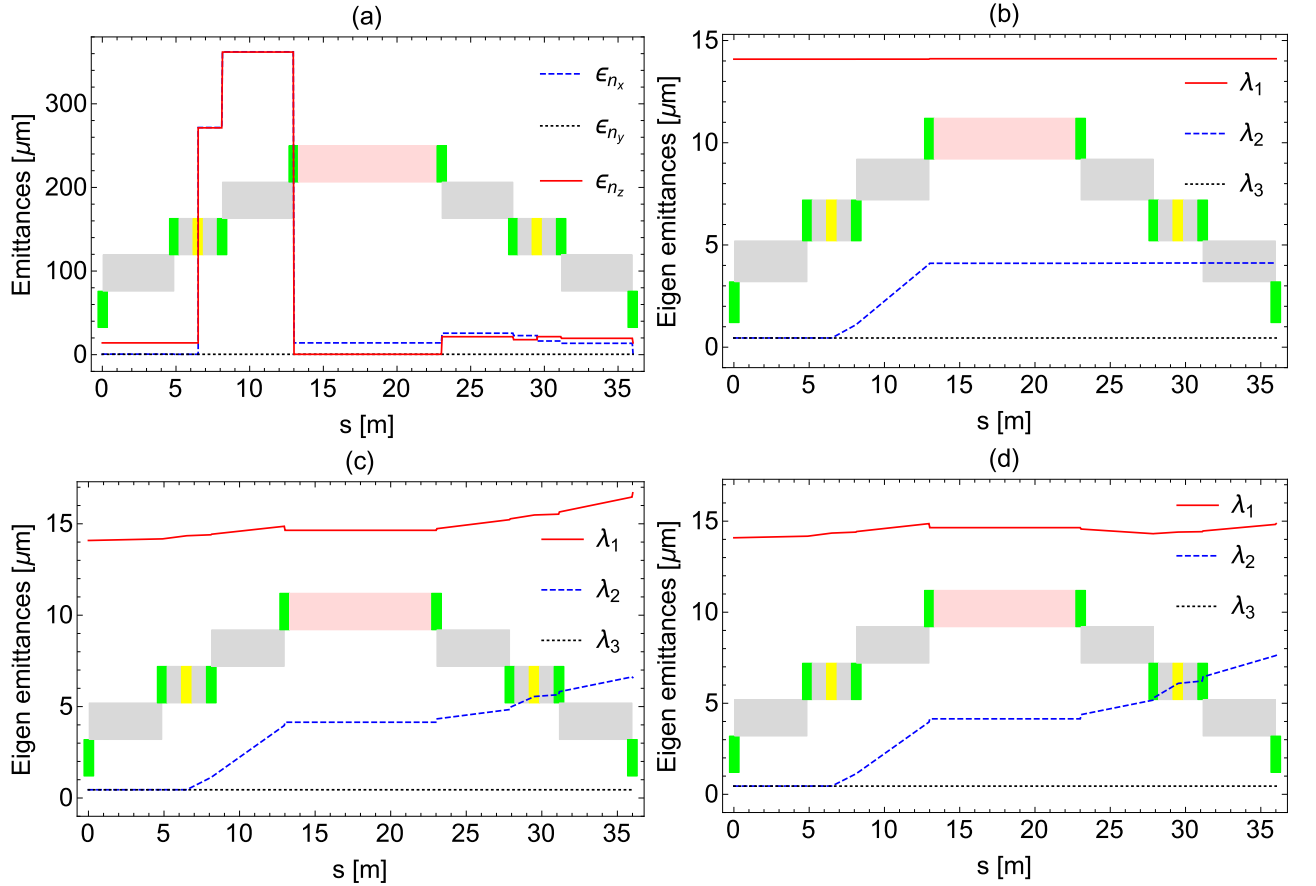 (a)
Emittances [μm]
300
200
100
0
ϵnx
ϵny
ϵnz
0 5 10 15 20 25 30 35
s [m]
(b)
Eigen emittances [μm]
15
10
5
0
λ1
λ2
λ3
0 5 10 15 20 25 30 35
s [m]
(c)
Eigen emittances [μm]
15
10
5
0
λ1
λ2
λ3
0 5 10 15 20 25 30 35
s [m]
(d)
Eigen emittances [μm]
15
10
5
0
λ1
λ2
λ3
0 5 10 15 20 25 30 35
s [m]